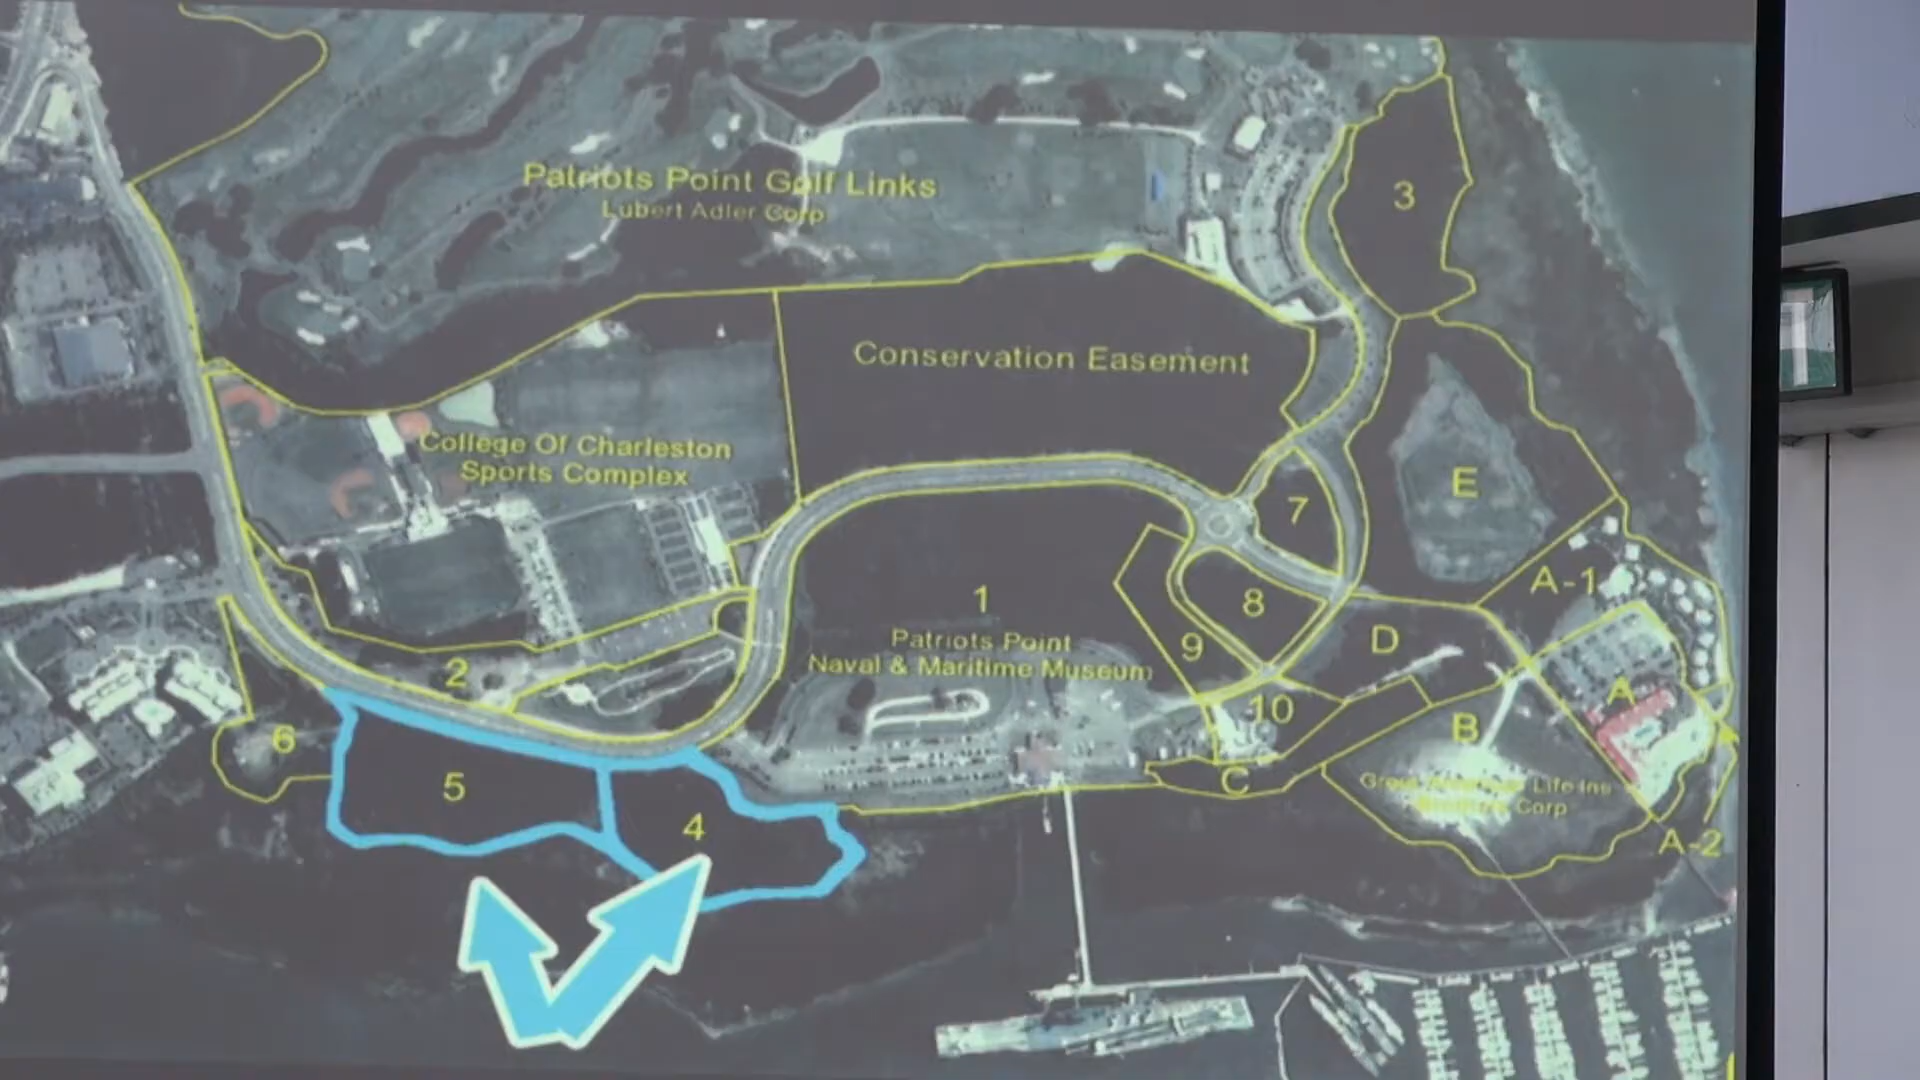 Patriots Point Golf Links
Lubert Adler Corp
3
Conservation Easement
College Of Charleston
Sports Complex
E
7
A-1
1
8
Patriots Point
Naval & Maritime Museum
9
D
2
A
10
B
6
5
C
Life Ins
Corp
4
A-2